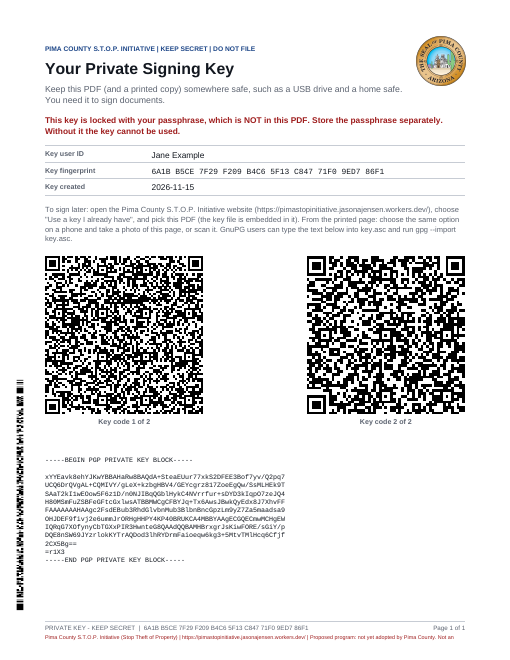 PIMA COUNTY S.T.O.P. INITIATIVE | KEEP SECRET | DO NOT FILE
Your Private Signing Key
Keep this PDF (and a printed copy) somewhere safe, such as a USB drive and a home safe.
You need it to sign documents.
This key is locked with your passphrase, which is NOT in this PDF. Store the passphrase separately.
Without it the key cannot be used.
Key user ID Jane Example
Key fingerprint 6A1B B5CE 7F29 F209 B4C6 5F13 C847 71F0 9ED7 86F1
Key created 2026-11-15
To sign later: open the Pima County S.T.O.P. Initiative website (https://pimastopinitiative.jasonajensen.workers.dev/), choose
"Use a key I already have", and pick this PDF (the key file is embedded in it). From the printed page: choose the same option
on a phone and take a photo of this page, or scan it. GnuPG users can type the text below into key.asc and run gpg --import
key.asc.
Key code 1 of 2
Key code 2 of 2
-----BEGIN PGP PRIVATE KEY BLOCK-----
2CX5Bg==
=riX3
-----END PGP PRIVATE KEY BLOCK-----
PRIVATE KEY - KEEP SECRET | 6A1B B5CE 7F29 F209 B4C6 5F13 C847 71F0 9ED7 86F1 Page 1 of 1
Pima County S.T.O.P. Initiative (Stop Theft of Property) | https://pimastopinitiative.jasonajensen.workers.dev/ | Proposed program: not yet adopted by Pima County. Not an